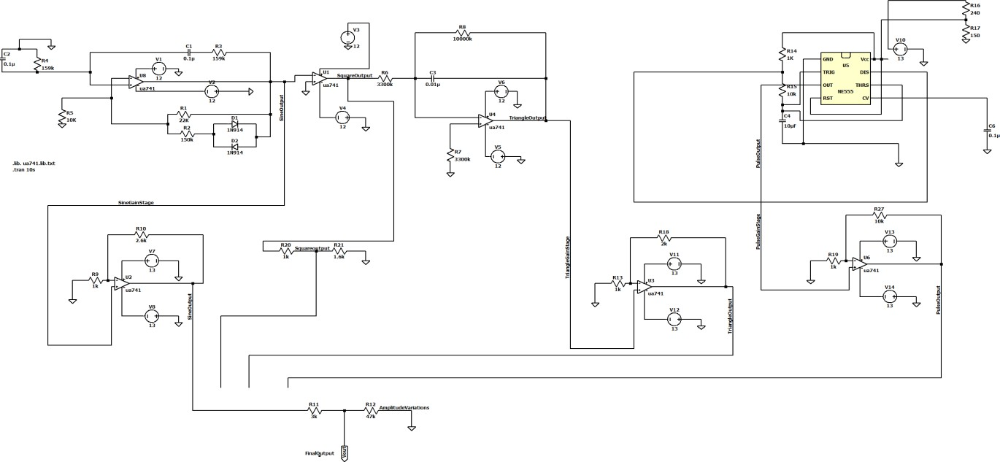 C2
0.1µ
R4
159k
C1
0.1µ
R3
159k
V1
12
U8
ua741
V2
12
R5
10K
R1
22K
R2
150k
D1
1N914
D2
1N914
SineOutput
V3
12
U1
ua741
SquareOutput
V4
12
R6
3300k
R8
10000k
C3
0.01µ
V6
12
U4
ua741
TriangleOutput
V5
12
R7
3300k
.lib. ua741.lib.txt
.tran 10s
R16
240
R17
150
V10
13
R14
1K
R15
10k
C4
10µF
GND
TRIG
OUT
RST
Vcc
DIS
THRS
CV
U5
NE555
C6
0.1µ
PulseOutput
SineGainStage
R10
2.6k
V7
13
R9
1k
U2
ua741
V8
13
SineOutput
R20
1k
Squareoutput
R21
1.6k
TriangleGainStage
R18
2k
V11
13
R13
1k
U3
ua741
V12
13
TriangleOutput
PulseGainStage
R27
10k
V13
13
R19
1k
U6
ua741
V14
13
PulseOutput
R11
3k
R12
47k
AmplitudeVariations
FinalOutput
Vout